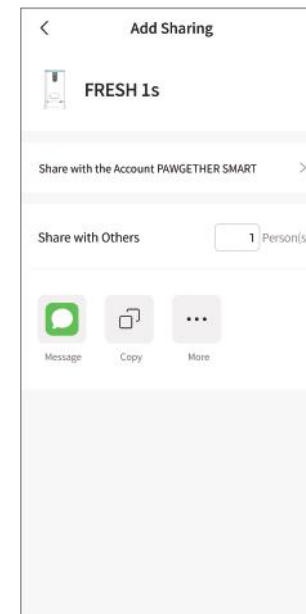 Add Sharing
FRESH 1s
Share with the Account PAWGETHER SMART
Share with Others 1 Person(s
Message Copy More